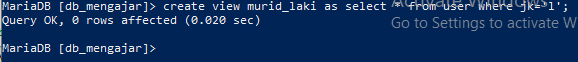 MariaDB [db_mengajar]> create view murid_laki as select * from user where jk='l';
Query OK, 0 rows affected (0.020 sec)
Go to Settings to activate W
MariaDB [db_mengajar]>